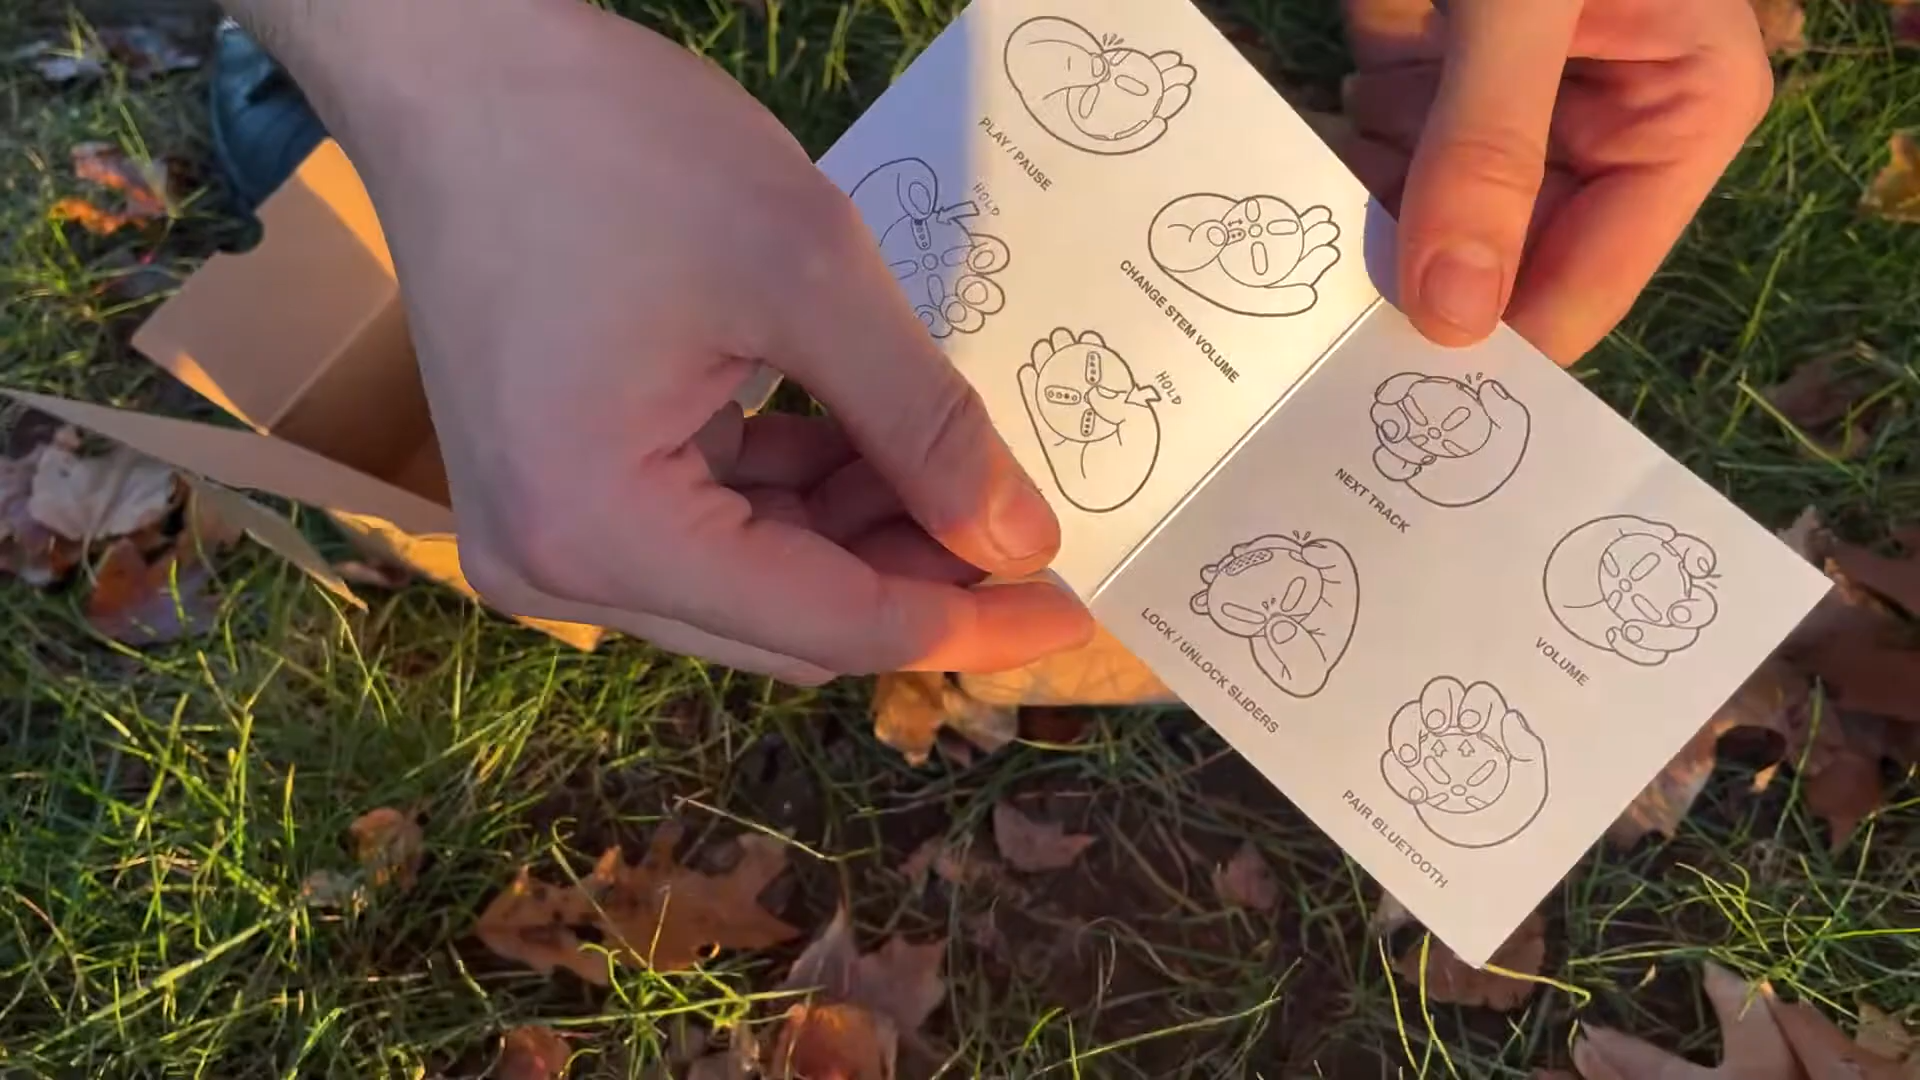 PLAY / PAUSE
HOLD
CHANGE STEM VOLUME
HOLD
NEXT TRACK
LOCK / UNLOCK SLIDERS
VOLUME
PAIR BLUETOOTH